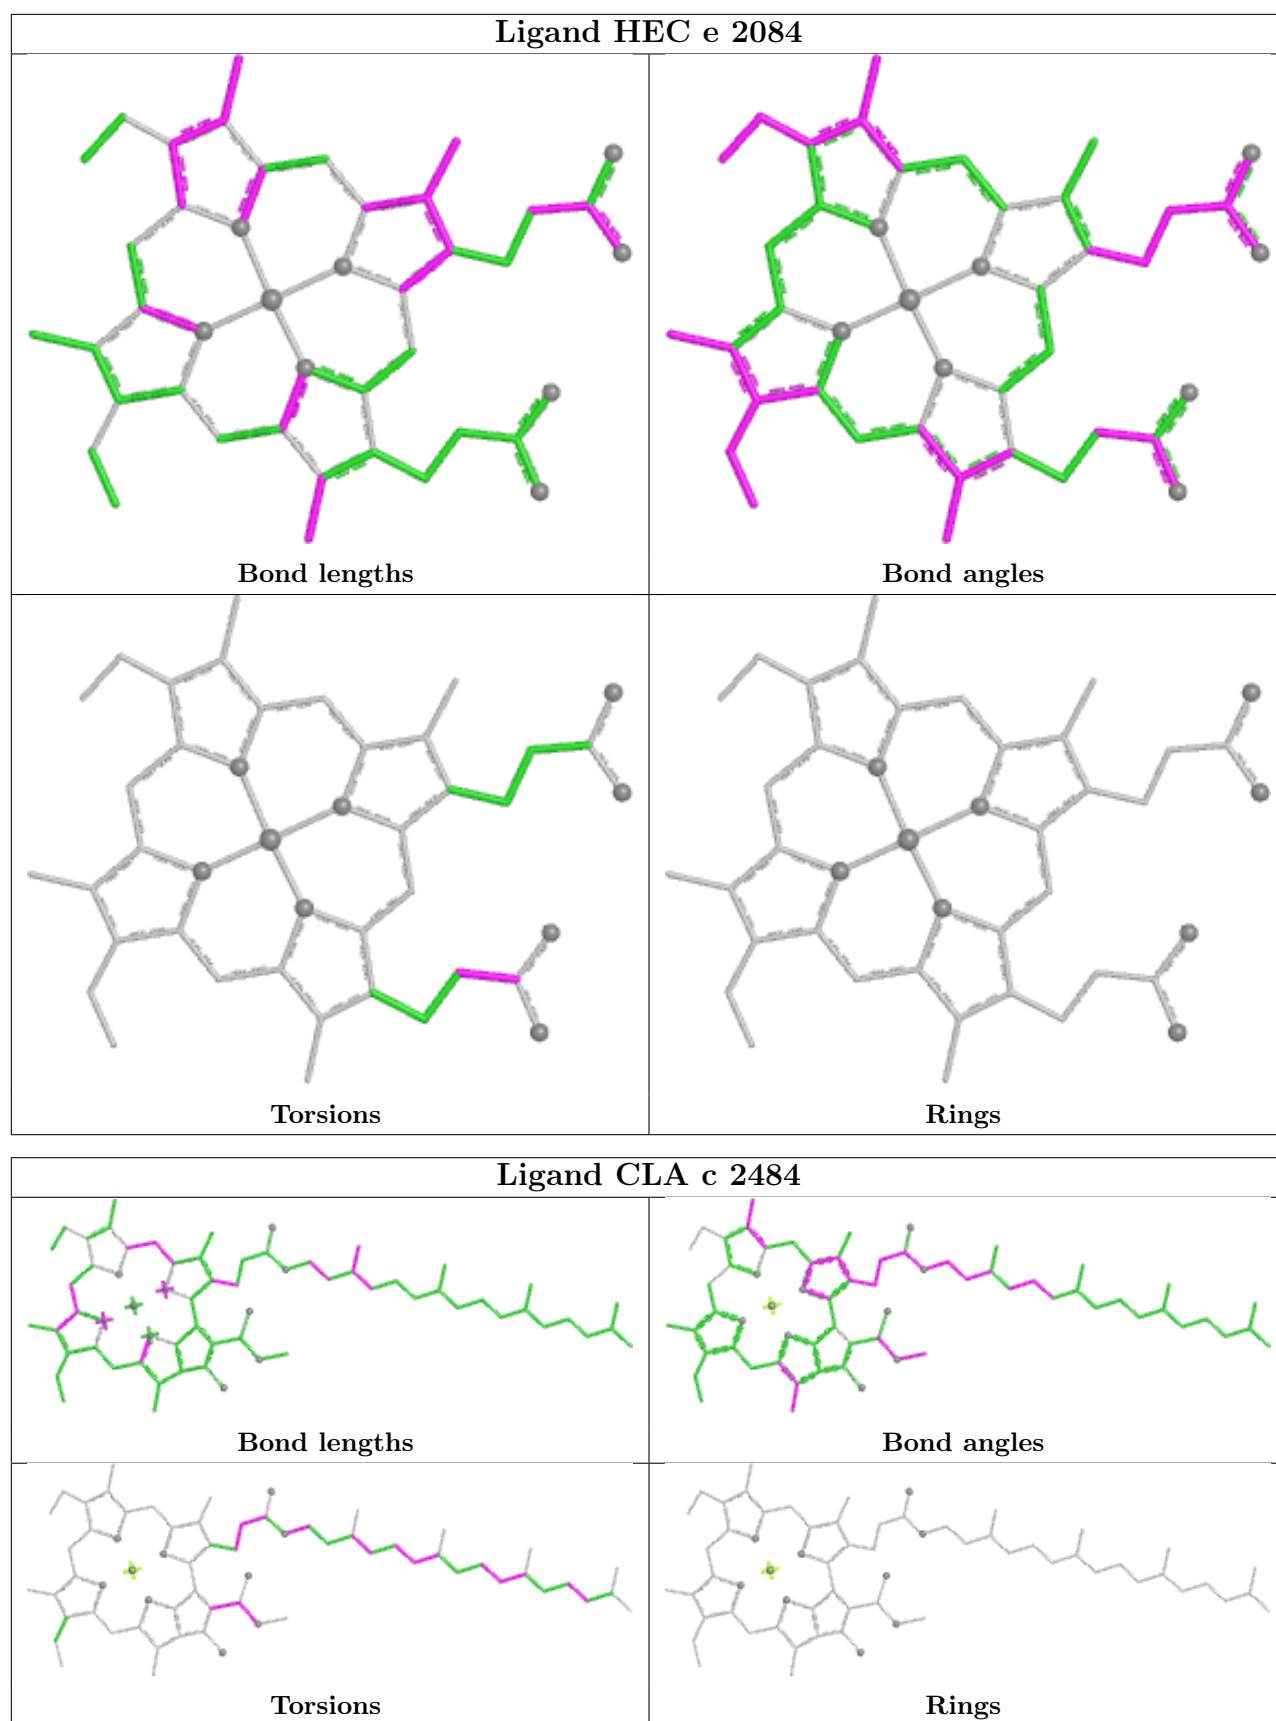 Ligand HEC e 2084
Bond lengths
Bond angles
Torsions
Rings
Ligand CLA c 2484
Bond lengths
Bond angles
Torsions
Rings